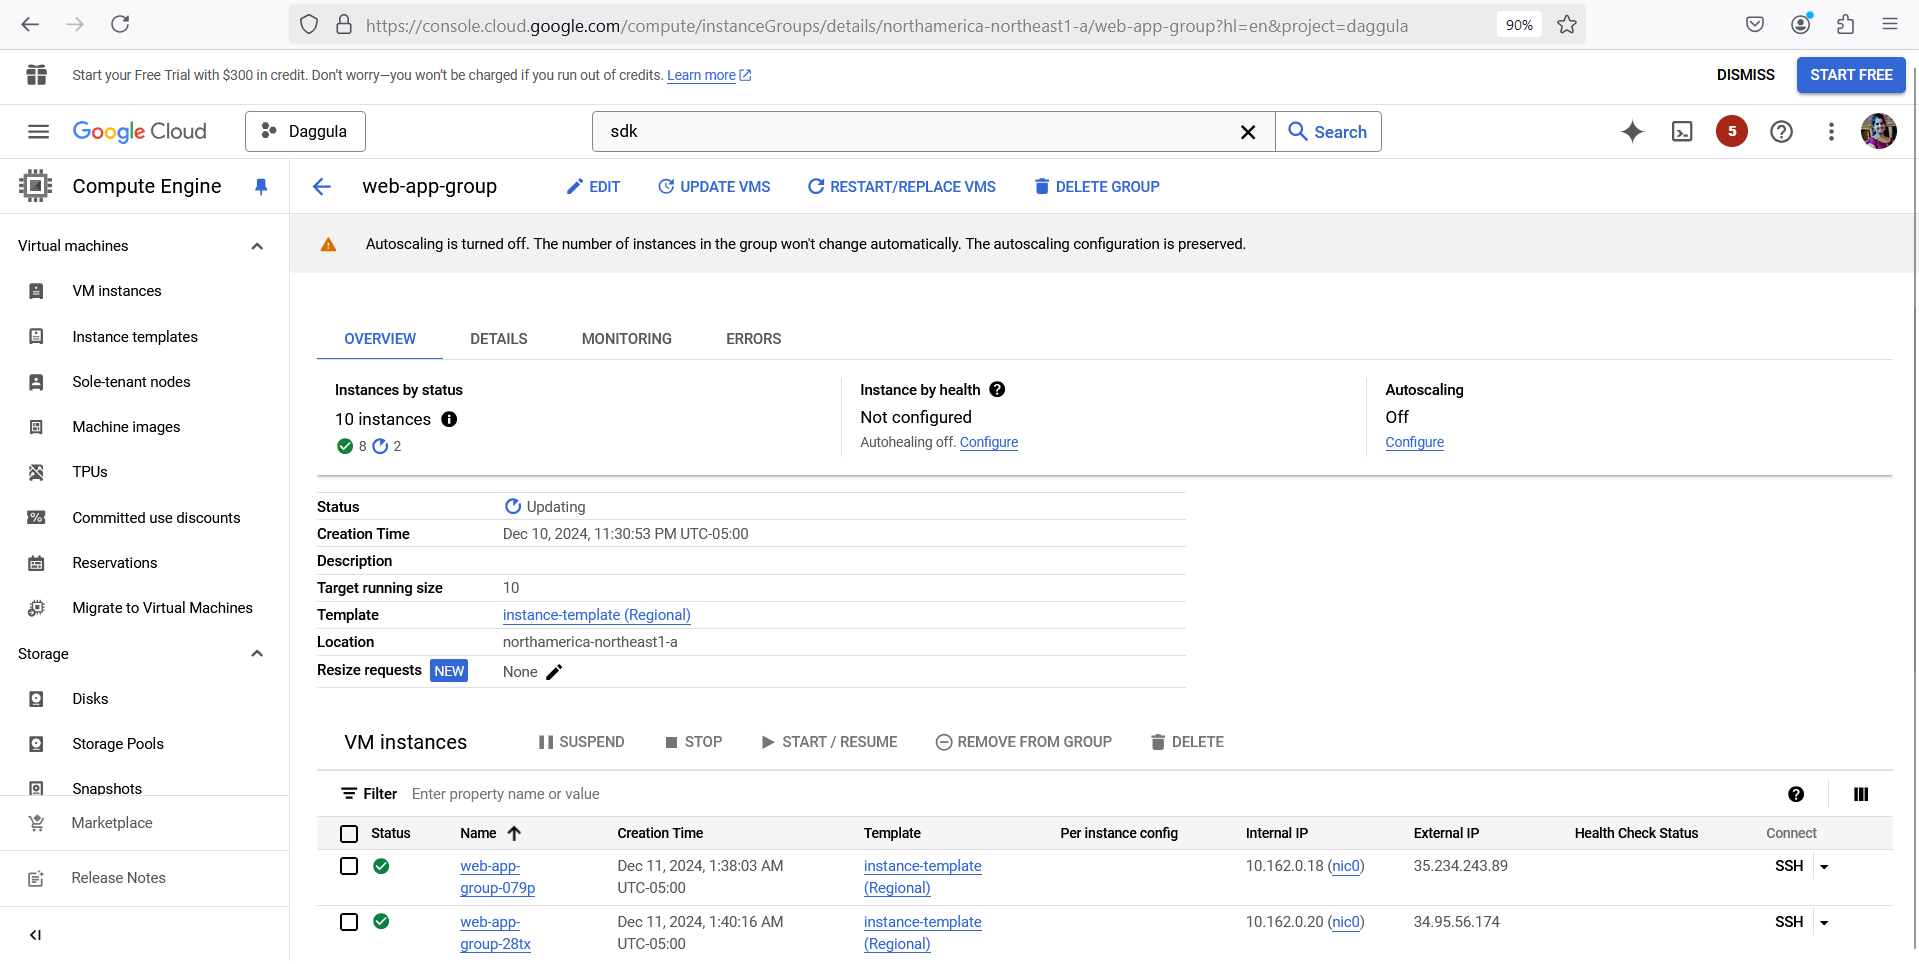 https://console.cloud.google.com/compute/instanceGroups/details/northamerica-northeast1-a/web-app-group?hl=en&project=daggula
90%
Start your Free Trial with $300 in credit. Don't worry—you won't be charged if you run out of credits. Learn more
DISMISS
START FREE
Google Cloud
Daggula
sdk
Search
5
Compute Engine
web-app-group
EDIT
UPDATE VMS
RESTART/REPLACE VMS
DELETE GROUP
Autoscaling is turned off. The number of instances in the group won't change automatically. The autoscaling configuration is preserved.
Virtual machines
VM instances
Instance templates
Sole-tenant nodes
Machine images
TPUs
Committed use discounts
Reservations
Migrate to Virtual Machines
Storage
Disks
Storage Pools
Snapshots
Marketplace
Release Notes
OVERVIEW
DETAILS
MONITORING
ERRORS
Instances by status
10 instances
8 2
Instance by health
Not configured
Autohealing off. Configure
Autoscaling
Off
Configure
Status Updating
Creation Time Dec 10, 2024, 11:30:53 PM UTC-05:00
Description
Target running size 10
Template instance-template (Regional)
Location northamerica-northeast1-a
Resize requests NEW None
VM instances
SUSPEND
STOP
START / RESUME
REMOVE FROM GROUP
DELETE
Filter Enter property name or value
Status Name Creation Time Template Per instance config Internal IP External IP Health Check Status Connect
web-app- Dec 11, 2024, 1:38:03 AM instance-template 10.162.0.18 (nic0) 35.234.243.89 SSH
group-079p UTC-05:00 (Regional)
web-app- Dec 11, 2024, 1:40:16 AM instance-template 10.162.0.20 (nic0) 34.95.56.174 SSH
group-28tx UTC-05:00 (Regional)